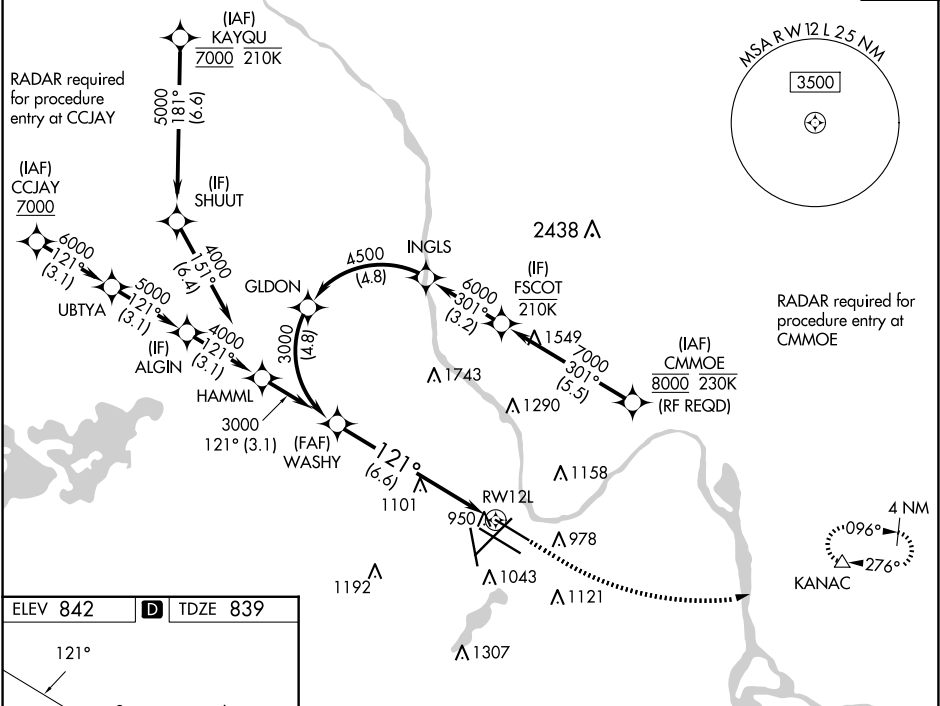 (IAF)
KAYQU
7000 210K
RADAR required
for procedure
entry at CCJAY
5000
181°
(6.6)
MSA RW 12 L 25 NM
3500
(IAF)
CCJAY
7000
(IF)
SHUUT
6000
121°
(3.1)
UBTYA
5000
121°
(3.1)
(IF)
ALGIN
4000
151°
(6.4)
4000
121°
(3.1)
HAMML
3000
121° (3.1)
GLDON
4500
(4.8)
INGLS
3000
(4.8)
2438
(IF)
FSCOT
210K
6000
301°
(3.2)
1549
7000
301°
(5.5)
(IAF)
CMMOE
8000 230K
(RF REQD)
RADAR required for
procedure entry at
CMMOE
1743
1290
(FAF)
WASHY
121°
(6.6)
1101
1158
RW12L
950
978
1043
1192
1121
1307
4 NM
096°
276°
KANAC
ELEV 842 D TDZE 839
121°